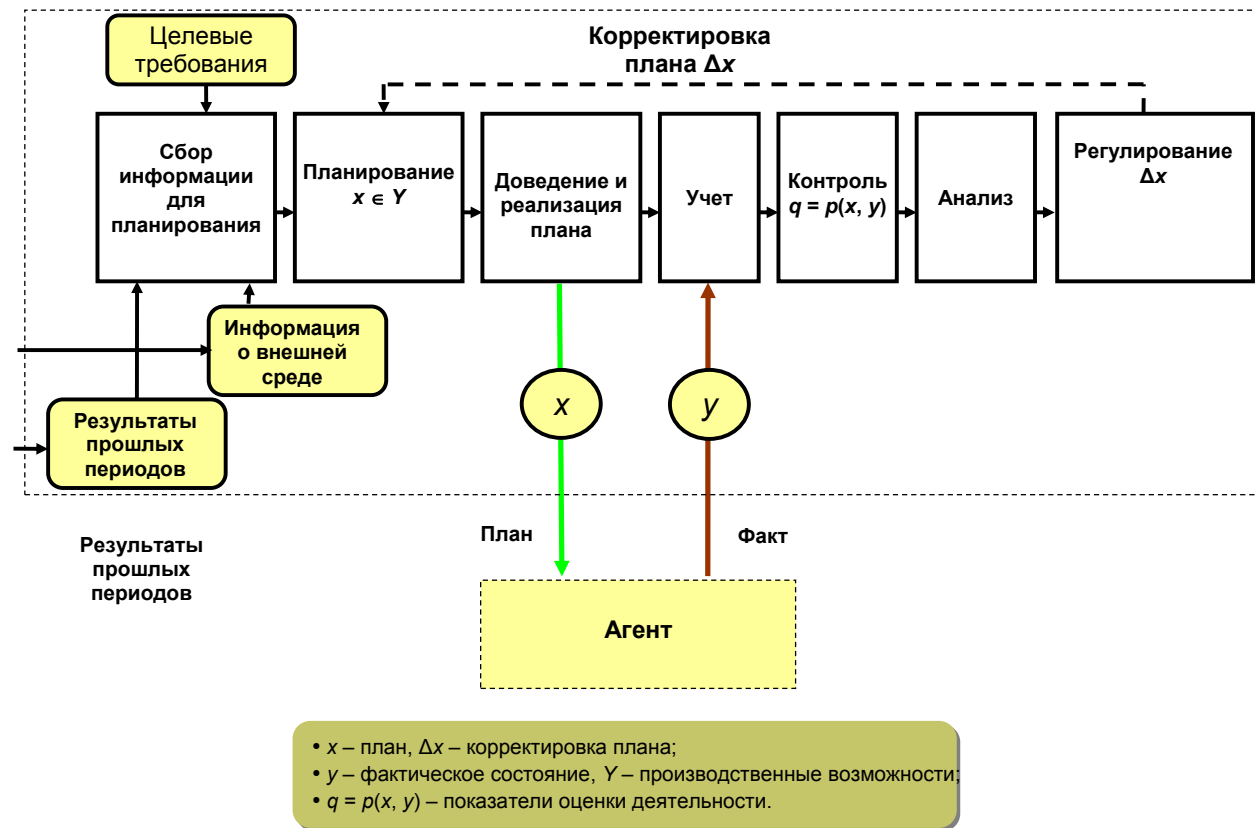 Целевые
требования
Корректировка
плана Δx
Сбор
информации
для
планирования
Планирование
x ∈ Y
Доведение и
реализация
плана
Учет
Контроль
q = p(x, y)
Анализ
Регулирование
Δx
Информация
о внешней
среде
Результаты
прошлых
периодов
x
y
План
Факт
Результаты
прошлых
периодов
Агент
• x – план, Δx – корректировка плана;
• y – фактическое состояние, Y – производственные возможности;
• q = p(x, y) – показатели оценки деятельности.